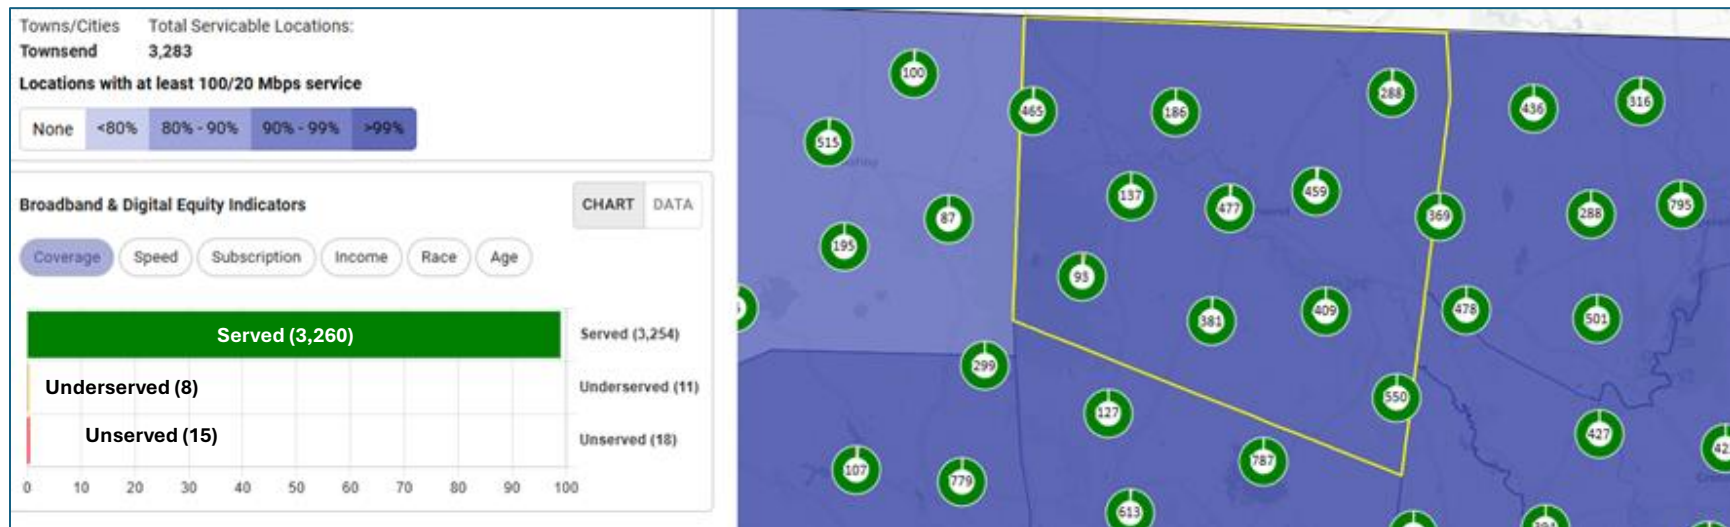 Towns/Cities Total Servicable Locations:
Townsend 3,283
Locations with at least 100/20 Mbps service
None <80% 80% - 90% 90% - 99% >99%
Broadband & Digital Equity Indicators
CHART DATA
Coverage Speed Subscription Income Race Age
Served (3,260) Served (3,254)
Underserved (8) Underserved (11)
Unserved (15) Unserved (18)
0 10 20 30 40 50 60 70 80 90 100
100
465
186
288
436
316
515
137
477
459
369
288
795
87
195
93
381
409
478
501
299
127
550
427
107
779
787
613